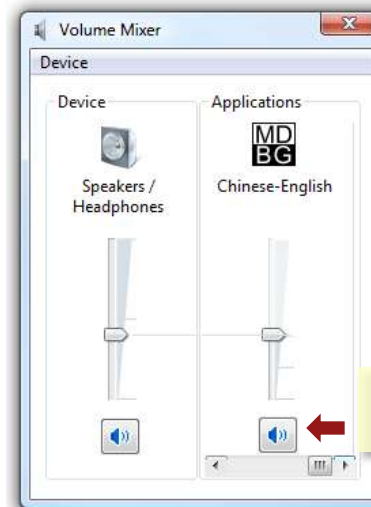 Volume Mixer
Device
Device
Applications
MD
BG
Speakers /
Headphones
Chinese-English